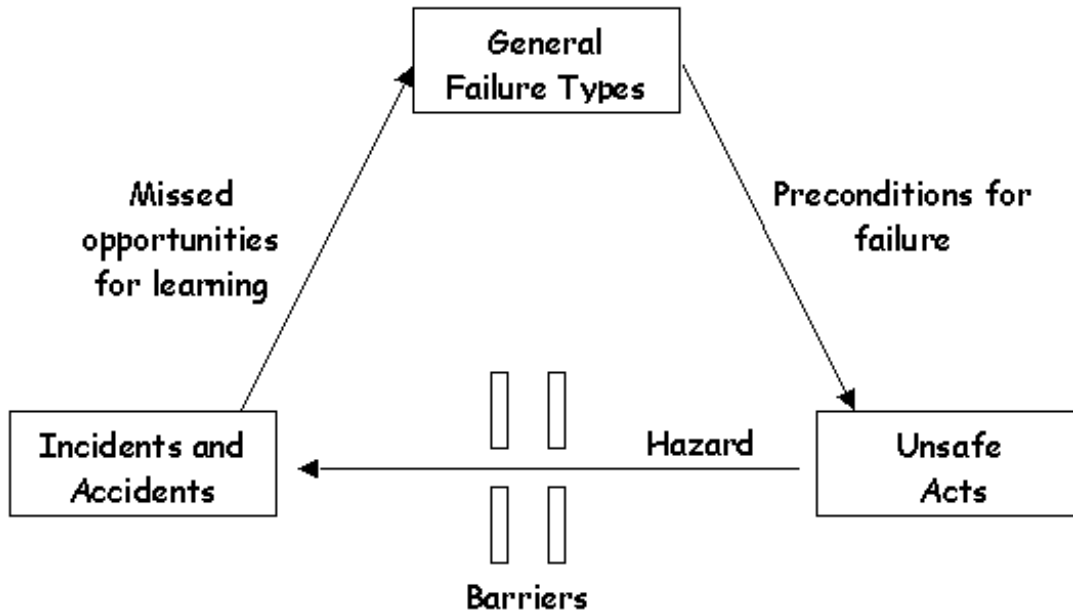 General
Failure Types
Missed
opportunities
for learning
Preconditions for
failure
Incidents and
Accidents
Hazard
Unsafe
Acts
Barriers